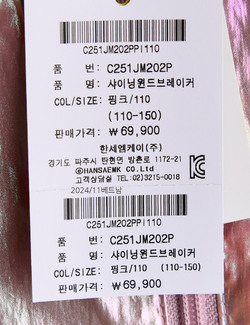 C251JM202PPI110
품 번: C251JM202P
품 명: 샤이닝윈드브레이커
COL/SIZE: 핑크/110
(110-150)
판매가격: ₩69,900
한세엠케이(주)
경기도 파주시 탄현면 방촌로 1172-21
@HANSAEMK CO.Ltd
고객상담실 TEL:02)3215-0018
2024/11베트남
C251JM202PPI110
품 번: C251JM202P
품 명: 샤이닝윈드브레이커
COL/SIZE: 핑크/110 (110-150)
판매가격: ₩69,900